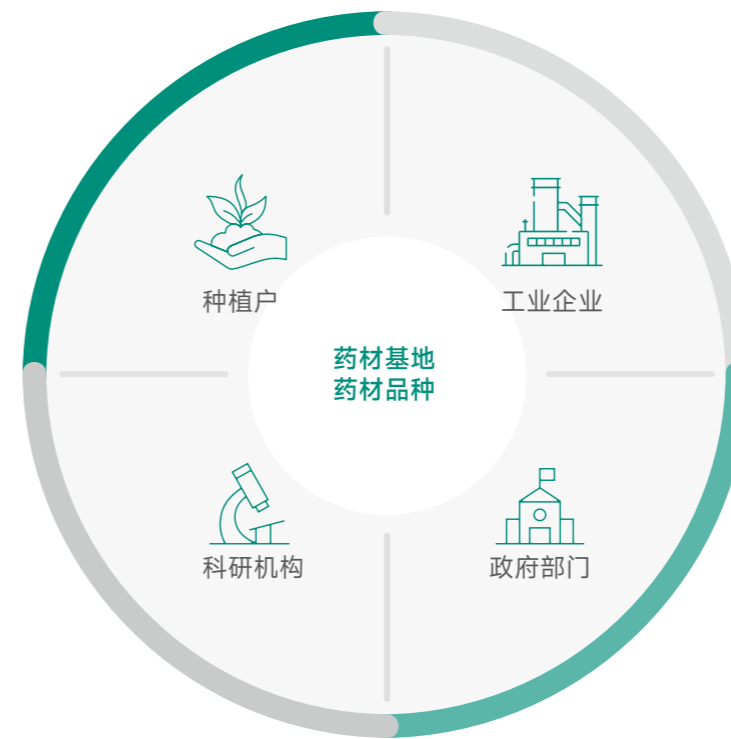 种植户
工业企业
药材基地
药材品种
科研机构
政府部门